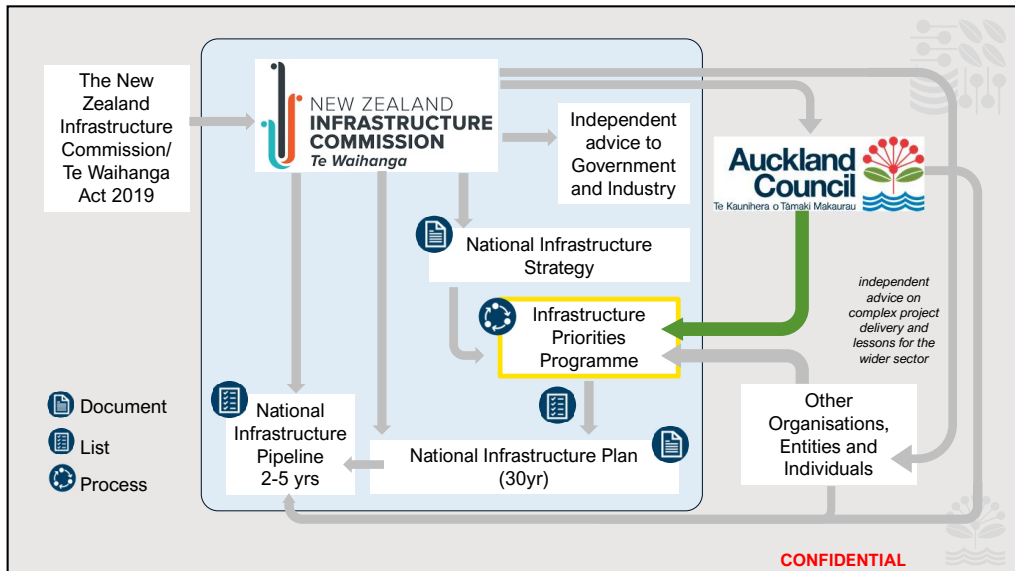 The New
Zealand
Infrastructure
Commission/
Te Waihanga
Act 2019
NEW ZEALAND
INFRASTRUCTURE
COMMISSION
Te Waihanga
Independent
advice to
Government
and Industry
Auckland
Council
Te Kaunihera o Tāmaki Makaurau
National Infrastructure
Strategy
independent
advice on
complex project
delivery and
lessons for the
wider sector
Infrastructure
Priorities
Programme
Document
List
Process
National
Infrastructure
Pipeline
2-5 yrs
National Infrastructure Plan
(30yr)
Other
Organisations,
Entities and
Individuals
CONFIDENTIAL